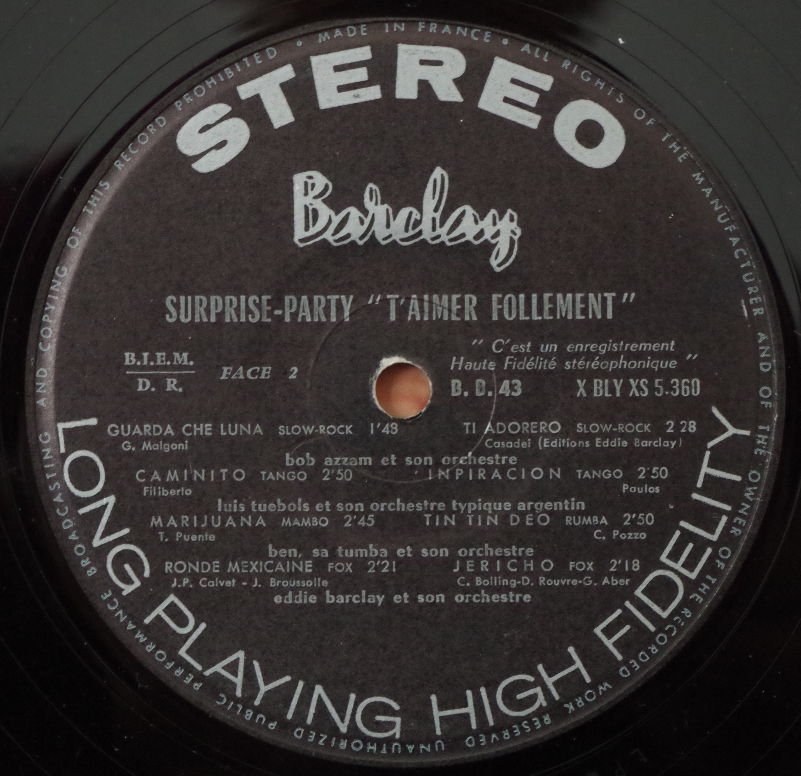 MADE IN FRANCE • ALL RIGHTS OF THE MANUFACTURER AND OF THE OWNER OF THE RECORDED WORK RESERVED UNAUTHORIZED PUBLIC PERFORMANCE BROADCASTING AND COPYING OF THIS RECORD PROHIBITED •
STEREO
Barclay
SURPRISE-PARTY "T'AIMER FOLLEMENT"
B.I.E.M.
D. R.
FACE 2
" C'est un enregistrement
Haute Fidélité stéréophonique "
B. B. 43 X BLY XS 5.360
GUARDA CHE LUNA SLOW-ROCK 1'43 TI ADORERO SLOW-ROCK 2 28
G. Malgoni Casadei (Editions Eddie Barclay)
bob azzam et son orchestre
CAMINITO TANGO 2'50 INPIRACION TANGO 2'50
Filiberto Paulos
luis tuebols et son orchestre typique argentin
MARIJUANA MAMBO 2'45 TIN TIN DEO RUMBA 2'50
T. Puente C. Pozzo
ben, sa tumba et son orchestre
RONDE MEXICAINE FOX 2'21 JERICHO FOX 2'18
J.P. Calvet - J. Broussolle C. Bolling-D. Rouvre-G. Aber
eddie barclay et son orchestre
LONG PLAYING HIGH FIDELITY